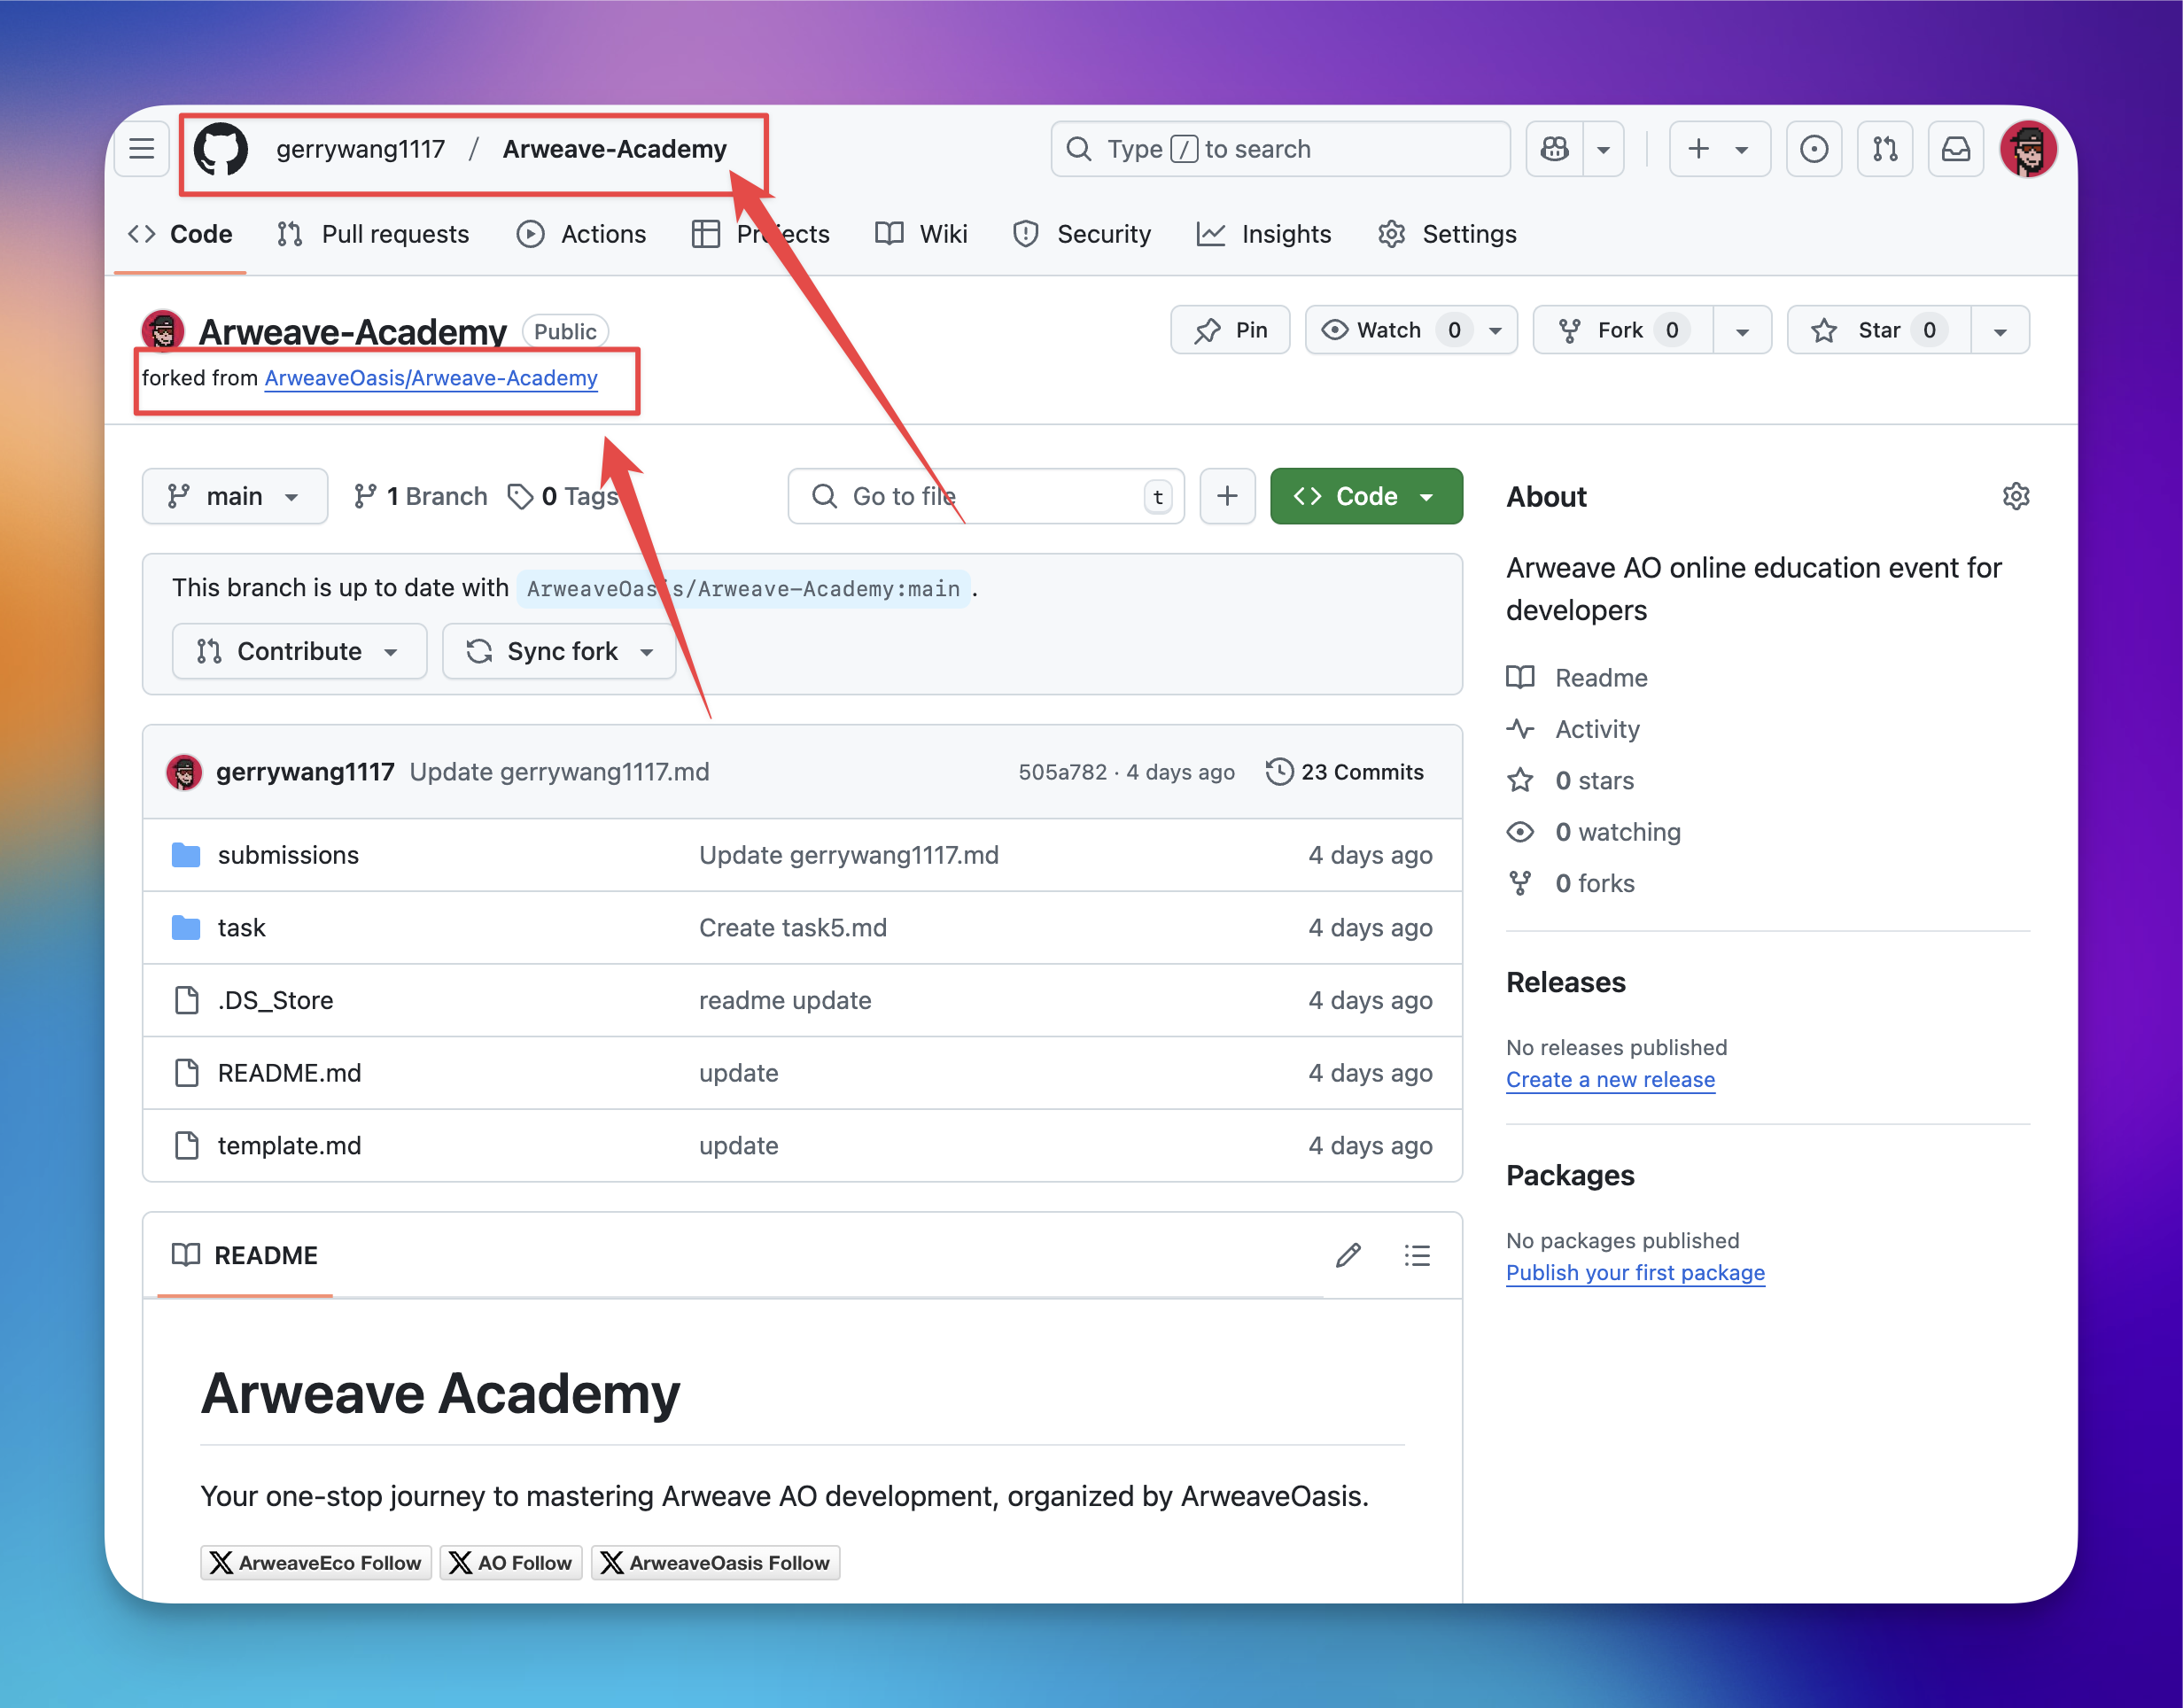 gerrywang1117 / Arweave-Academy
Type / to search
Code Pull requests Actions Projects Wiki Security Insights Settings
Arweave-Academy Public
Pin Watch 0 Fork 0 Star 0
forked from ArweaveOasis/Arweave-Academy
main 1 Branch 0 Tags Go to file t + Code
This branch is up to date with ArweaveOasis/Arweave-Academy:main .
Contribute Sync fork
gerrywang1117 Update gerrywang1117.md 505a782 · 4 days ago 23 Commits
submissions Update gerrywang1117.md 4 days ago
task Create task5.md 4 days ago
.DS_Store readme update 4 days ago
README.md update 4 days ago
template.md update 4 days ago
README
Arweave Academy
Your one-stop journey to mastering Arweave AO development, organized by ArweaveOasis.
X ArweaveEco Follow X AO Follow X ArweaveOasis Follow
About
Arweave AO online education event for
developers
Readme
Activity
0 stars
0 watching
0 forks
Releases
No releases published
Create a new release
Packages
No packages published
Publish your first package